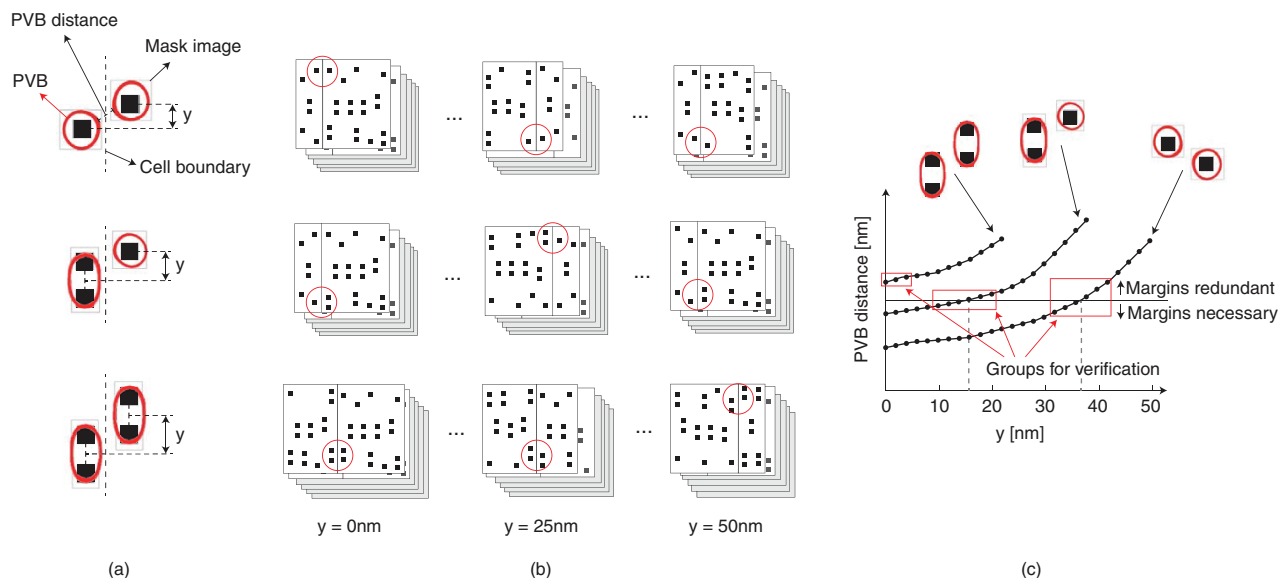 PVB distance
Mask image
PVB
y
Cell boundary
y
y
(a)
...
...
...
...
...
...
y = 0nm
y = 25nm
y = 50nm
(b)
PVB distance [nm]
Margins redundant
Margins necessary
Groups for verification
0
10
20
30
40
50
y [nm]
(c)